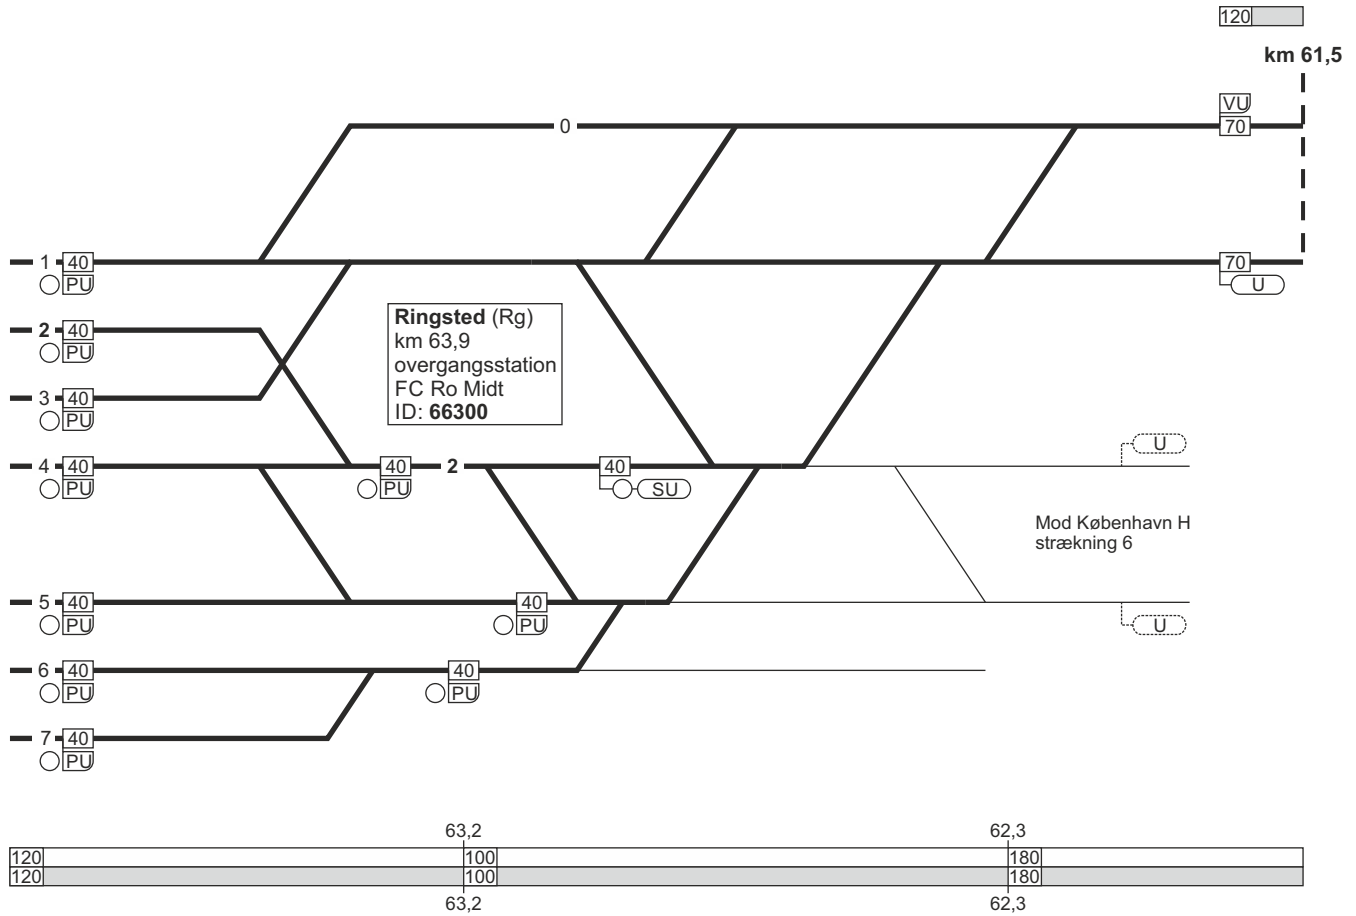 120
km 61,5
VU
0
70
1 40
70
PU
U
2 40
PU
3 40
PU
Ringsted (Rg)
km 63,9
overgangsstation
FC Ro Midt
ID: 66300
U
4 40
40
2
40
PU
PU
SU
Mod København H
strækning 6
5 40
40
PU
PU
U
6 40
40
PU
PU
7 40
PU
63,2
62,3
120
100
180
120
100
180
63,2
62,3